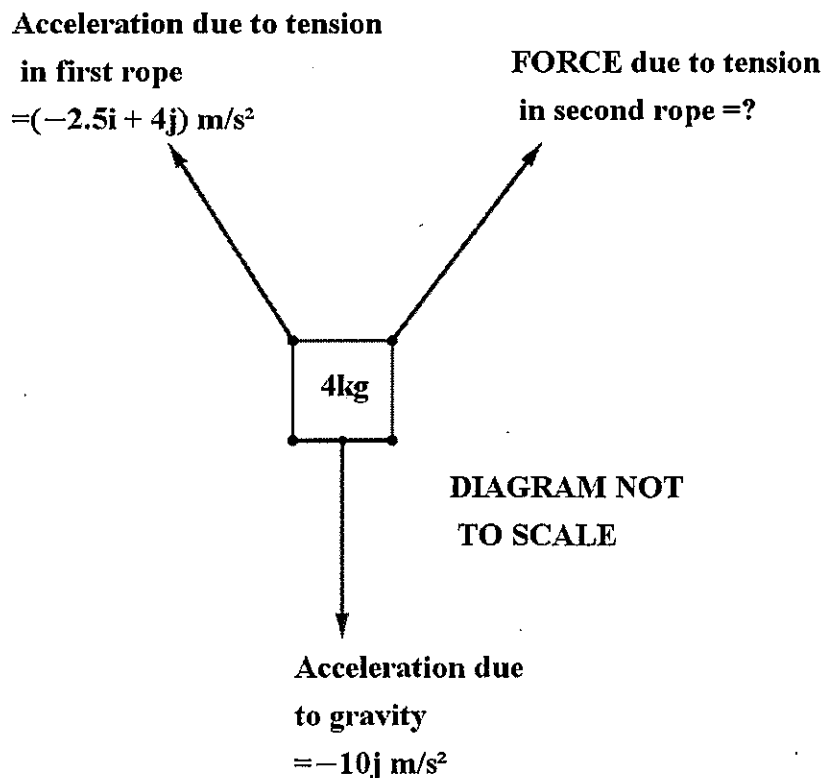 Acceleration due to tension
in first rope
=(−2.5i + 4j) m/s²
FORCE due to tension
in second rope =?
4kg
DIAGRAM NOT
TO SCALE
Acceleration due
to gravity
=−10j m/s²